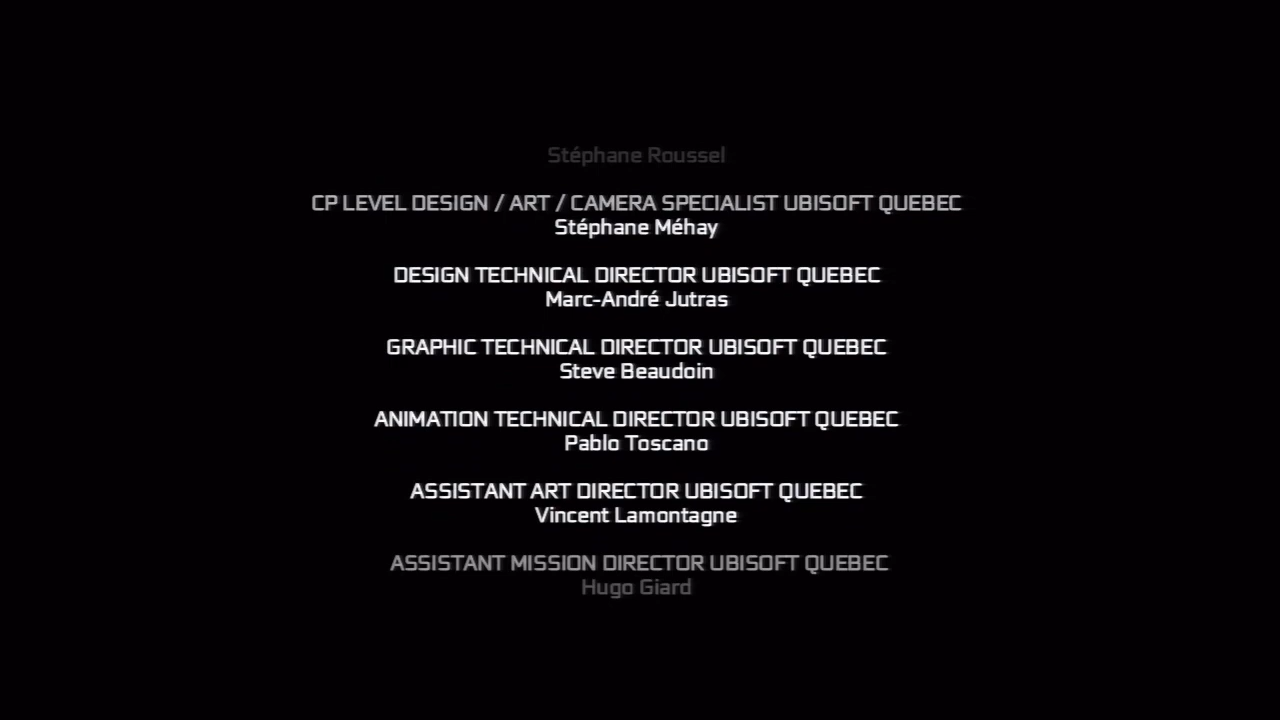 Stéphane Roussel
CP LEVEL DESIGN / ART / CAMERA SPECIALIST UBISOFT QUEBEC
Stéphane Méhay
DESIGN TECHNICAL DIRECTOR UBISOFT QUEBEC
Marc-André Jutras
GRAPHIC TECHNICAL DIRECTOR UBISOFT QUEBEC
Steve Beaudoin
ANIMATION TECHNICAL DIRECTOR UBISOFT QUEBEC
Pablo Toscano
ASSISTANT ART DIRECTOR UBISOFT QUEBEC
Vincent Lamontagne
ASSISTANT MISSION DIRECTOR UBISOFT QUEBEC
Hugo Giard